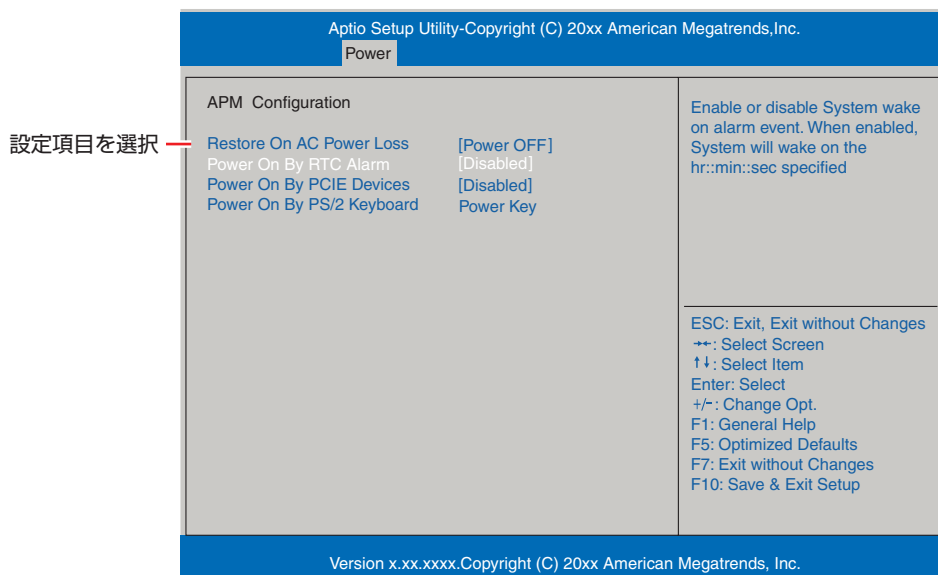 Aptio Setup Utility-Copyright (C) 20xx American Megatrends,Inc.
Power
APM Configuration
設定項目を選択
Restore On AC Power Loss [Power OFF]
Power On By RTC Alarm [Disabled]
Power On By PCIE Devices [Disabled]
Power On By PS/2 Keyboard Power Key
Enable or disable System wake
on alarm event. When enabled,
System will wake on the
hr::min::sec specified
ESC: Exit, Exit without Changes
→←: Select Screen
↑↓: Select Item
Enter: Select
+/-: Change Opt.
F1: General Help
F5: Optimized Defaults
F7: Exit without Changes
F10: Save & Exit Setup
Version x.xx.xxxx.Copyright (C) 20xx American Megatrends, Inc.